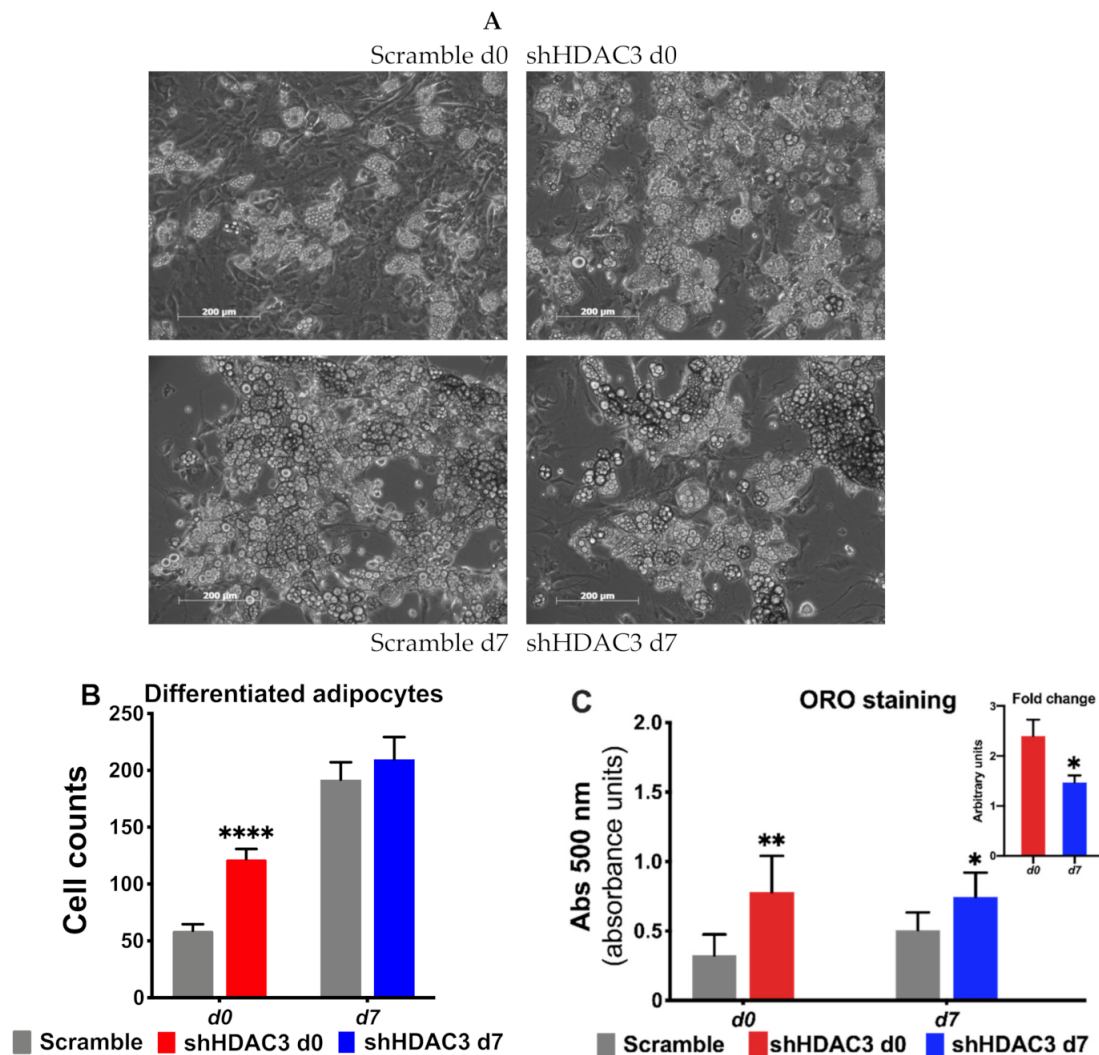 A
Scramble d0 shHDAC3 d0
200 µm
200 µm
200 µm
200 µm
Scramble d7 shHDAC3 d7
B Differentiated adipocytes
250
200
150
100
50
0
Cell counts
****
d0 d7
Scramble shHDAC3 d0 shHDAC3 d7
C ORO staining
2.0
1.5
1.0
0.5
0
Abs 500 nm
(absorbance units)
**
*
d0 d7
Fold change
3
2
1
0
Arbitrary units
*
d0 d7
Scramble shHDAC3 d0 shHDAC3 d7